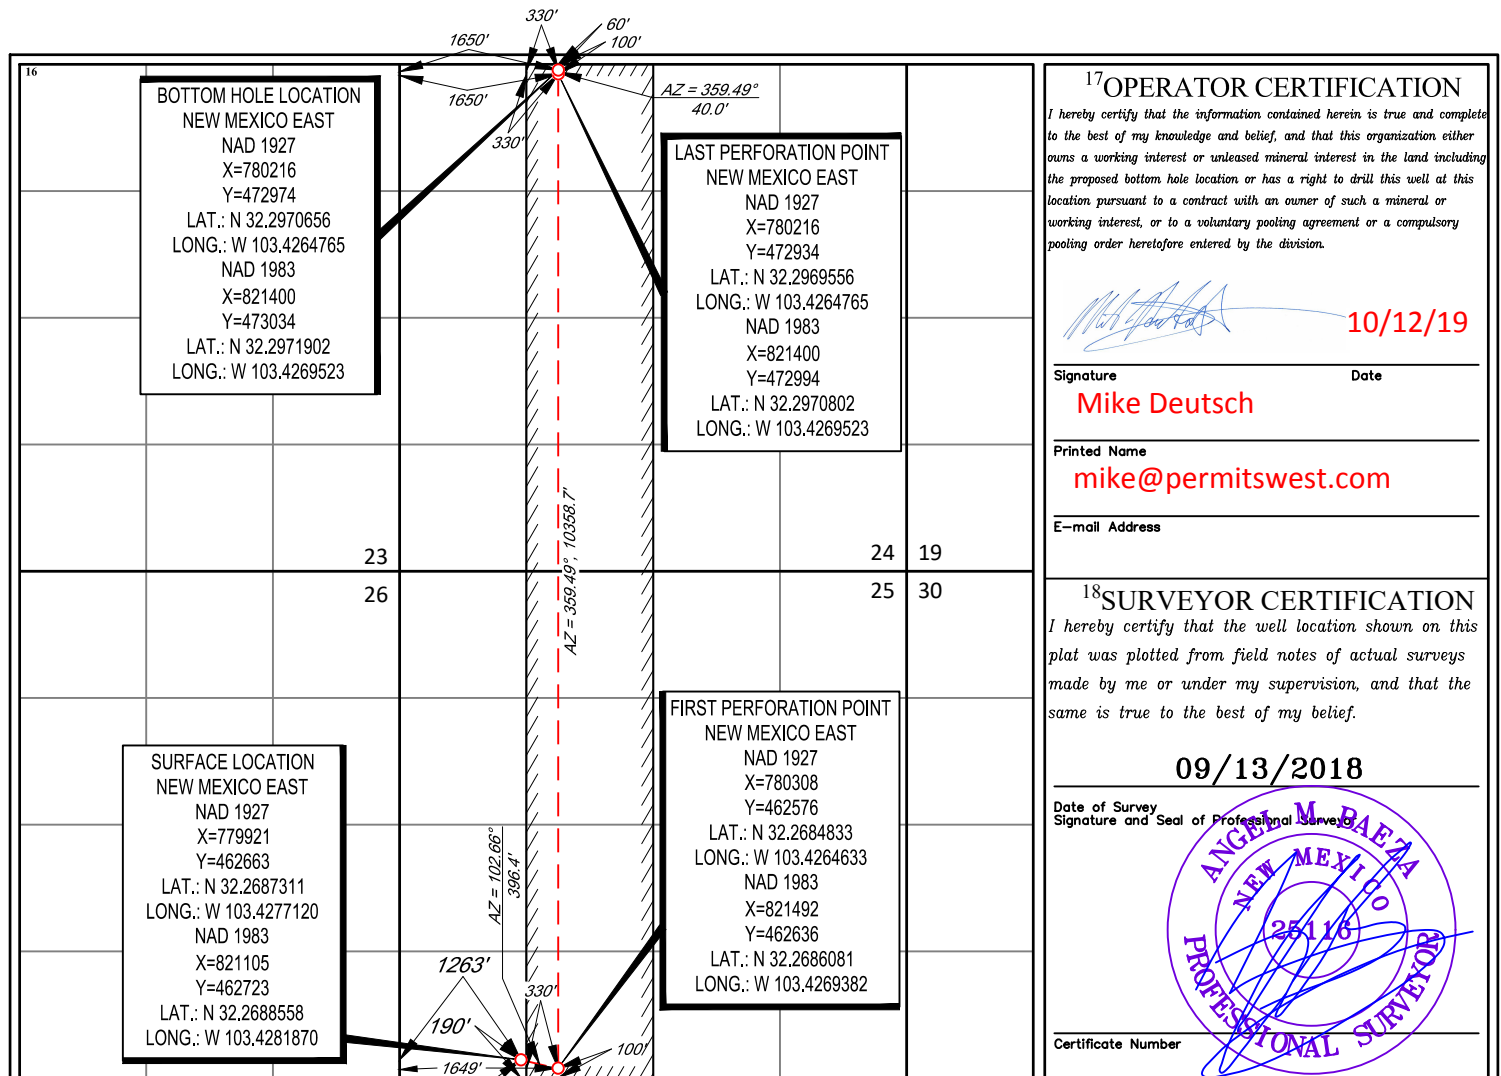 330'
60'
1650'
100'
16
1650'
AZ = 359.49°
40.0'
330'
BOTTOM HOLE LOCATION
NEW MEXICO EAST
NAD 1927
X=780216
Y=472974
LAT.: N 32.2970656
LONG.: W 103.4264765
NAD 1983
X=821400
Y=473034
LAT.: N 32.2971902
LONG.: W 103.4269523
LAST PERFORATION POINT
NEW MEXICO EAST
NAD 1927
X=780216
Y=472934
LAT.: N 32.2969556
LONG.: W 103.4264765
NAD 1983
X=821400
Y=472994
LAT.: N 32.2970802
LONG.: W 103.4269523
AZ = 359.49°, 10358.7'
23
24
19
26
25
30
SURFACE LOCATION
NEW MEXICO EAST
NAD 1927
X=779921
Y=462663
LAT.: N 32.2687311
LONG.: W 103.4277120
NAD 1983
X=821105
Y=462723
LAT.: N 32.2688558
LONG.: W 103.4281870
FIRST PERFORATION POINT
NEW MEXICO EAST
NAD 1927
X=780308
Y=462576
LAT.: N 32.2684833
LONG.: W 103.4264633
NAD 1983
X=821492
Y=462636
LAT.: N 32.2686081
LONG.: W 103.4269382
AZ = 102.66°
396.4'
1263'
330'
190'
100'
1649'
17OPERATOR CERTIFICATION
I hereby certify that the information contained herein is true and complete
to the best of my knowledge and belief, and that this organization either
owns a working interest or unleased mineral interest in the land including
the proposed bottom hole location or has a right to drill this well at this
location pursuant to a contract with an owner of such a mineral or
working interest, or to a voluntary pooling agreement or a compulsory
pooling order heretofore entered by the division.
10/12/19
Signature Date
Mike Deutsch
Printed Name
mike@permitswest.com
E-mail Address
18SURVEYOR CERTIFICATION
I hereby certify that the well location shown on this
plat was plotted from field notes of actual surveys
made by me or under my supervision, and that the
same is true to the best of my belief.
09/13/2018
Date of Survey
Signature and Seal of Professional Surveyor
ANGEL M. BAEZA
NEW MEXICO
25116
PROFESSIONAL SURVEYOR
Certificate Number